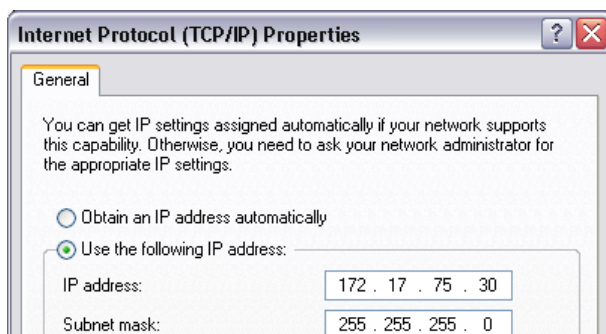 Internet Protocol (TCP/IP) Properties
General
You can get IP settings assigned automatically if your network supports
this capability. Otherwise, you need to ask your network administrator for
the appropriate IP settings.
Obtain an IP address automatically
Use the following IP address:
IP address: 172 . 17 . 75 . 30
Subnet mask: 255 . 255 . 255 . 0